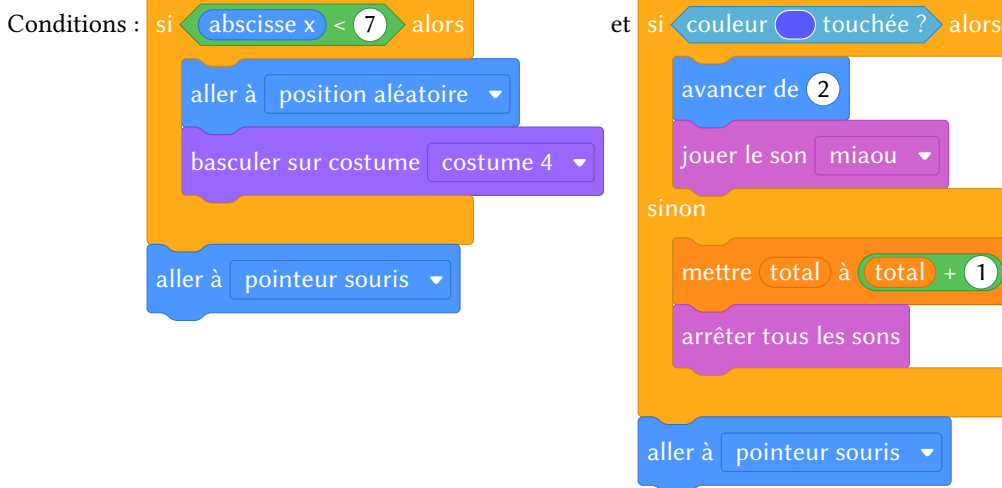 Conditions : si abscisse x < 7 alors
aller à position aléatoire
basculer sur costume costume 4
aller à pointeur souris
et si couleur touchée ? alors
avancer de 2
jouer le son miaou
sinon
mettre total à total + 1
arrêter tous les sons
aller à pointeur souris